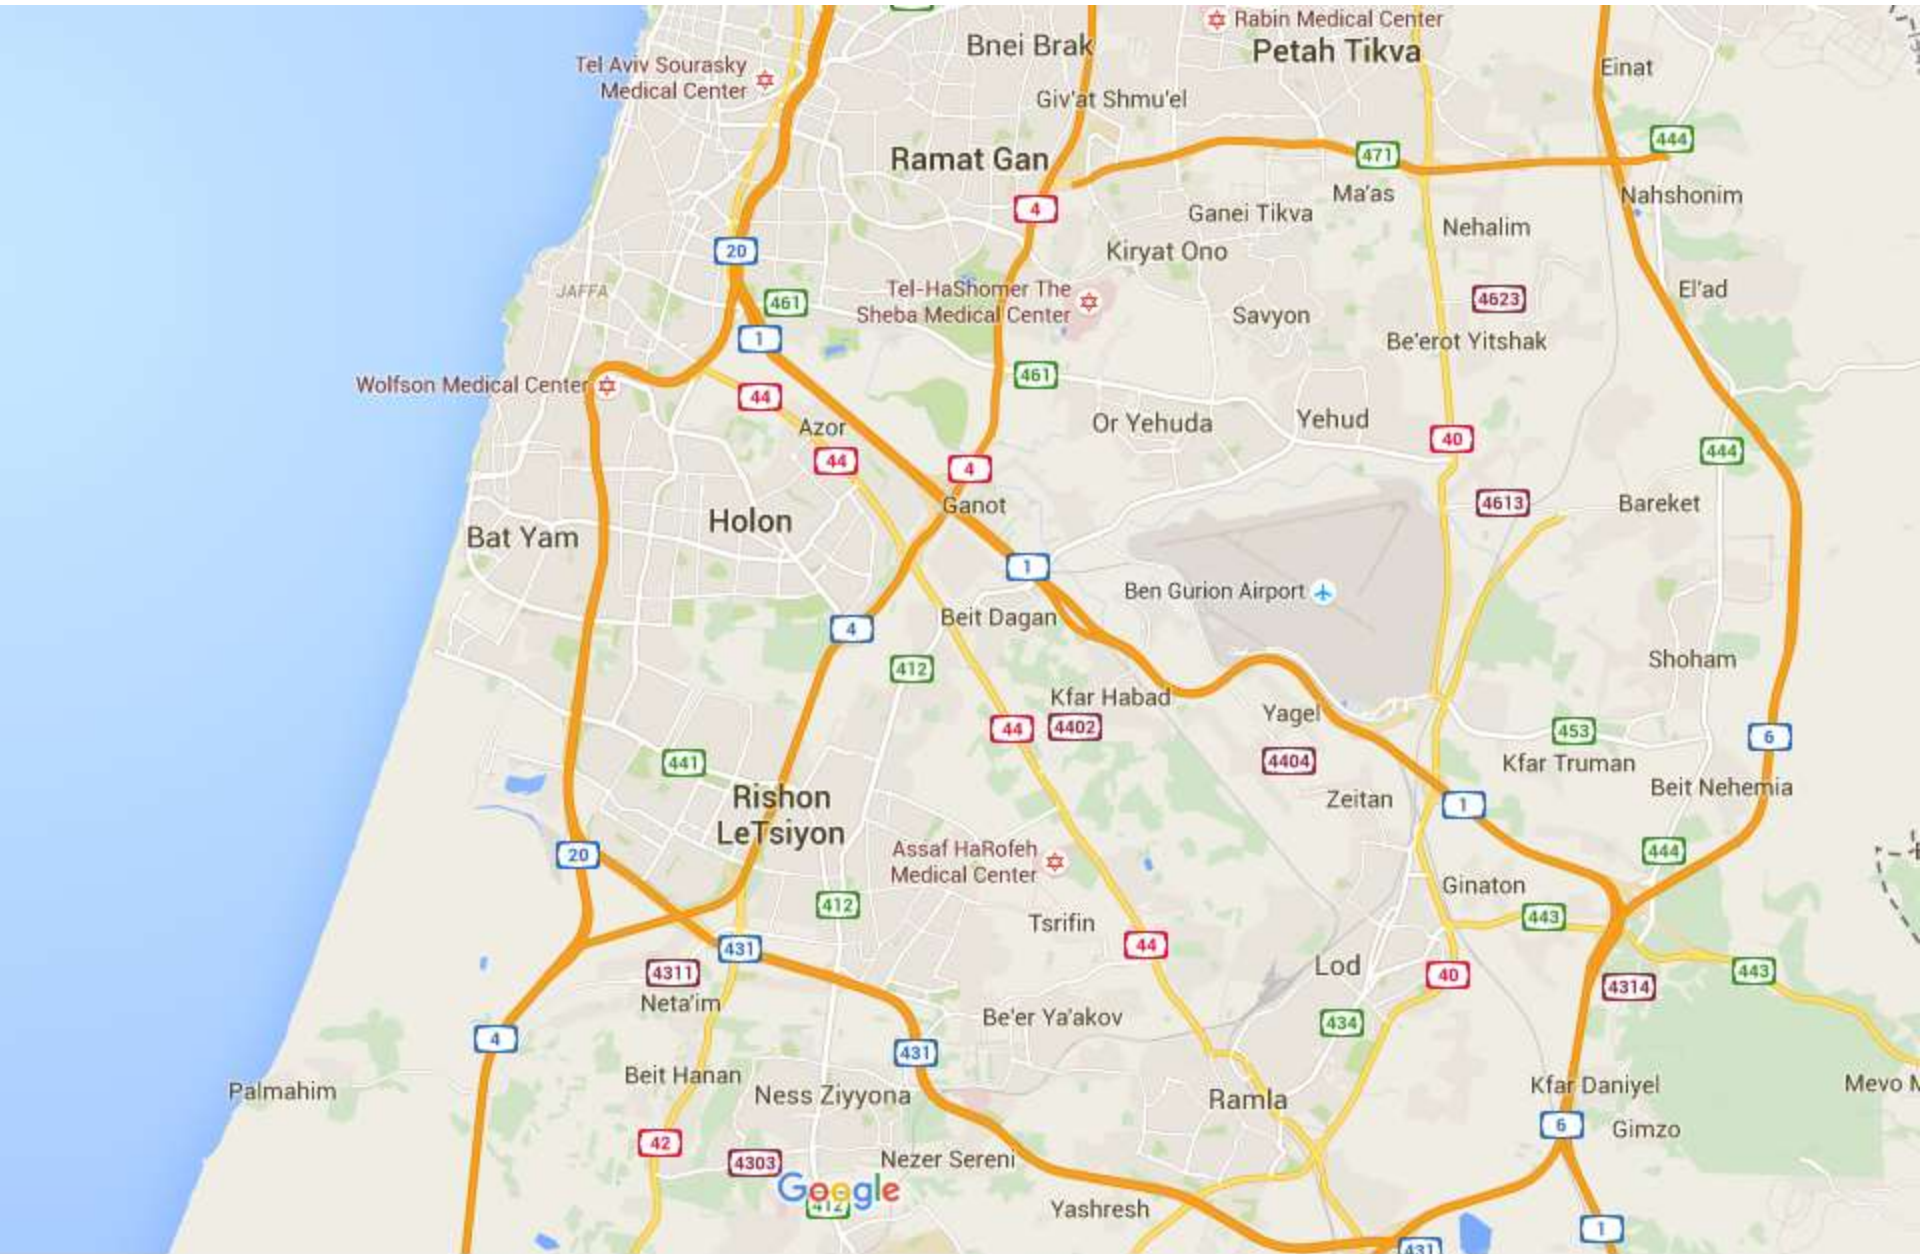 Rabin Medical Center
Bnei Brak
Petah Tikva
Tel Aviv Sourasky
Medical Center
Einat
Giv'at Shmu'el
444
Ramat Gan
471
Ma'as
Nahshonim
4
Ganei Tikva
Nehalim
20
Kiryat Ono
JAFFA
461
Tel-HaShomer The
Sheba Medical Center
4623
El'ad
Savyon
1
Be'erot Yitshak
Wolfson Medical Center
461
44
Azor
Or Yehuda
Yehud
40
444
44
4
Ganot
4613
Bareket
Holon
Bat Yam
1
Ben Gurion Airport
Beit Dagan
4
412
Shoham
Kfar Habad
Yagel
44
4402
453
6
441
4404
Kfar Truman
Beit Nehemia
Rishon
LeTsiyon
Zeitan
1
20
Assaf HaRofeh
Medical Center
444
Ginaton
412
443
Tsrifin
431
44
4311
Lod
40
443
4314
Neta'im
Be'er Ya'akov
434
4
431
Beit Hanan
Kfar Daniyel
Mevo M
Palmahim
Ness Ziyyona
Ramla
6
Gimzo
42
4303
Nezer Sereni
Google
412
Yashresh
1
431